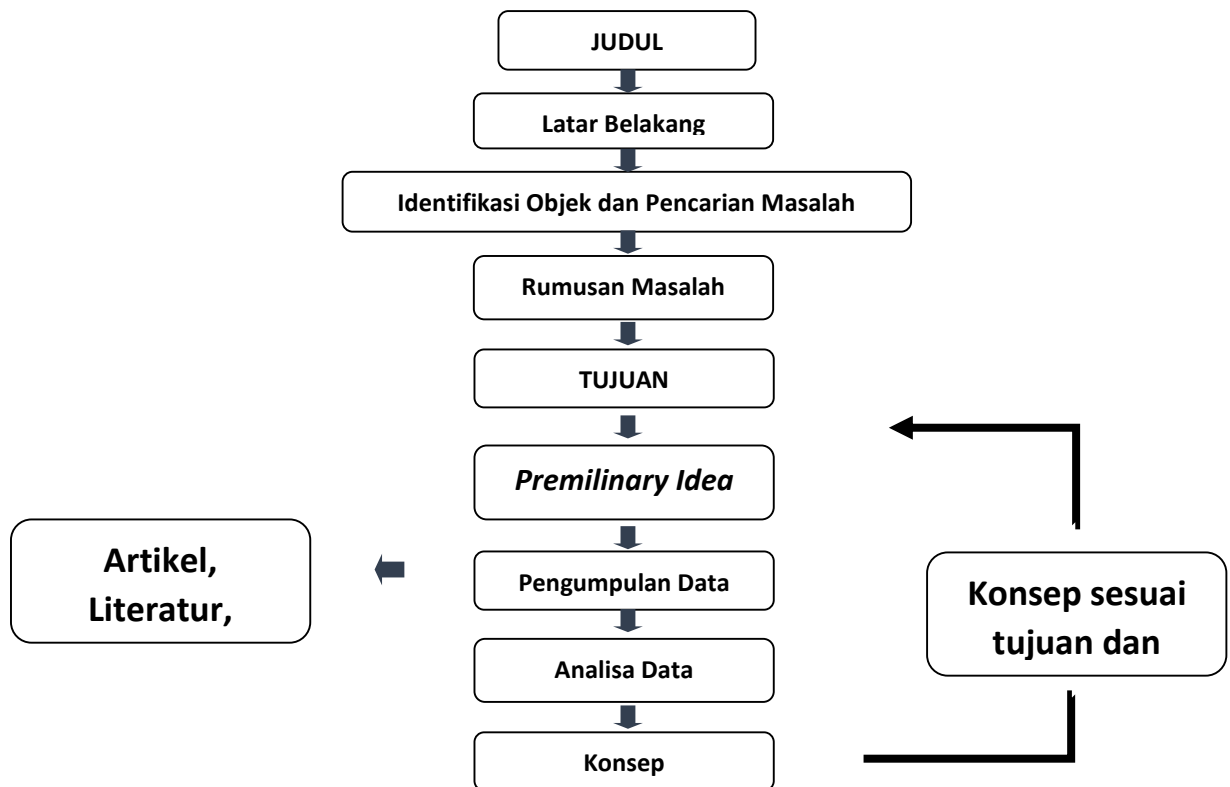 JUDUL
Latar Belakang
Identifikasi Objek dan Pencarian Masalah
Rumusan Masalah
TUJUAN
Premilinary Idea
Pengumpulan Data
Artikel,
Literatur,
Analisa Data
Konsep
Konsep sesuai
tujuan dan